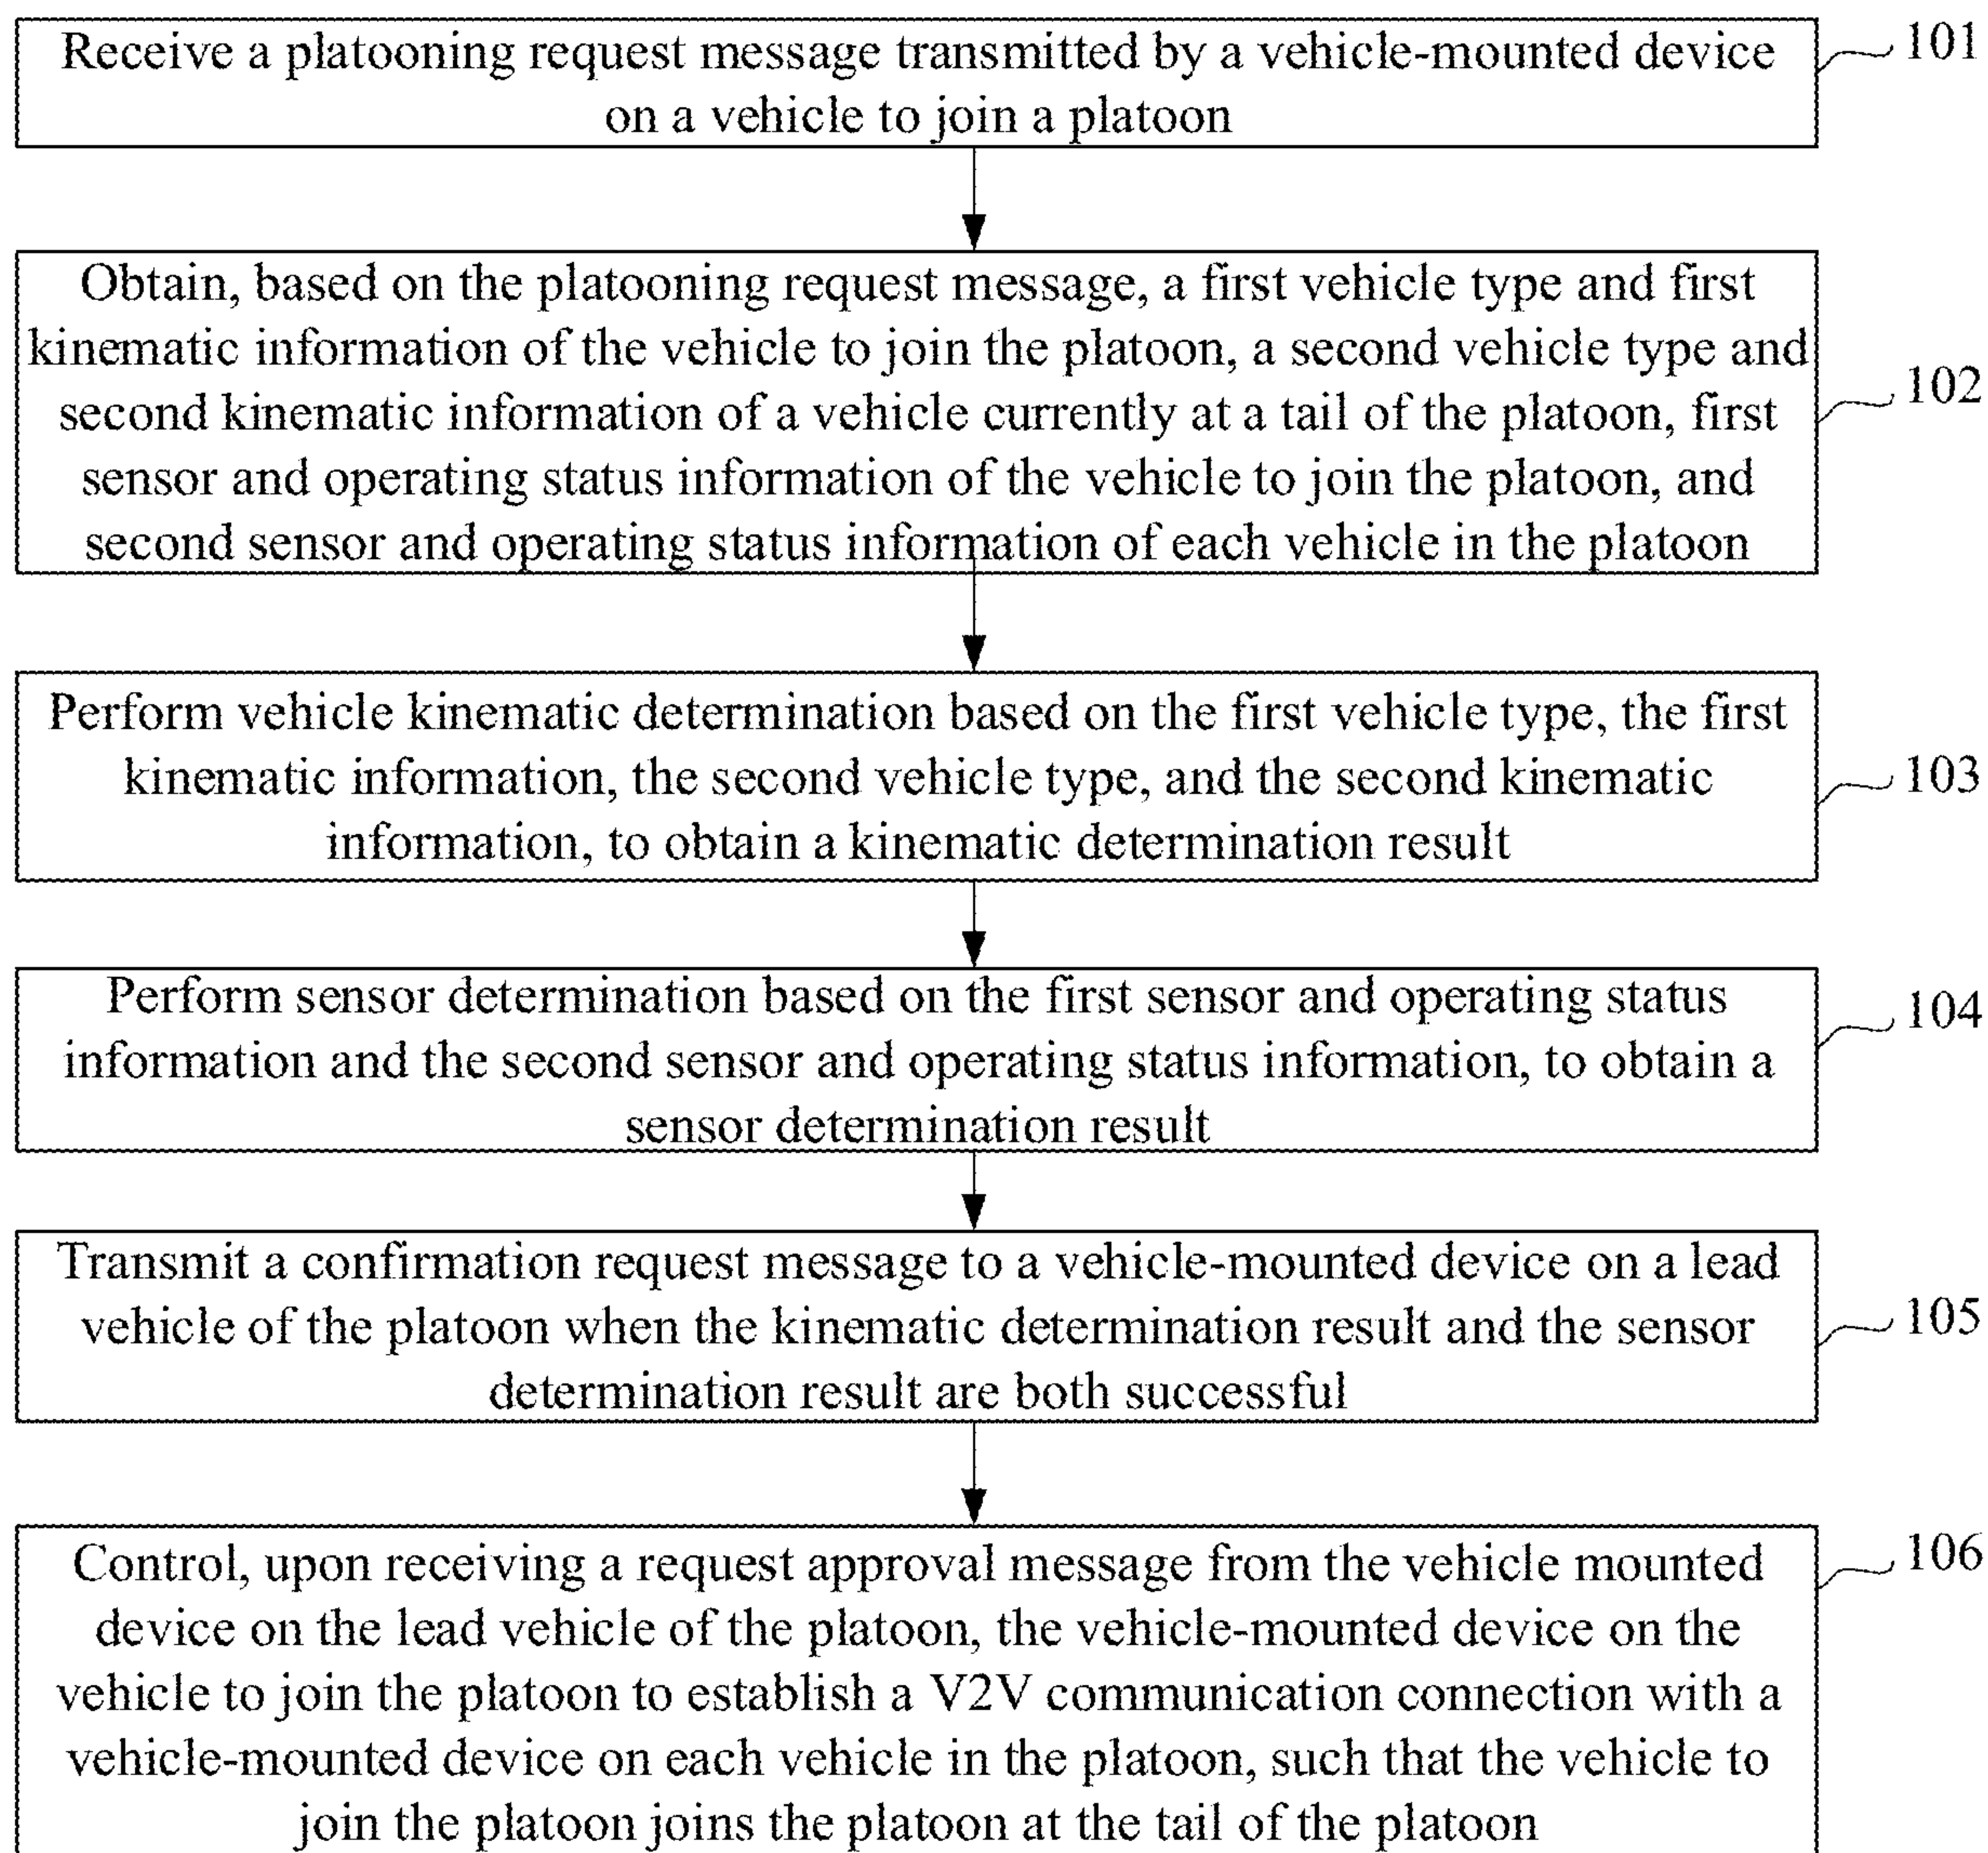 Receive a platooning request message transmitted by a vehicle-mounted device
on a vehicle to join a platoon
101
Obtain, based on the platooning request message, a first vehicle type and first
kinematic information of the vehicle to join the platoon, a second vehicle type and
second kinematic information of a vehicle currently at a tail of the platoon, first
sensor and operating status information of the vehicle to join the platoon, and
second sensor and operating status information of each vehicle in the platoon
102
Perform vehicle kinematic determination based on the first vehicle type, the first
kinematic information, the second vehicle type, and the second kinematic
information, to obtain a kinematic determination result
103
Perform sensor determination based on the first sensor and operating status
information and the second sensor and operating status information, to obtain a
sensor determination result
104
Transmit a confirmation request message to a vehicle-mounted device on a lead
vehicle of the platoon when the kinematic determination result and the sensor
determination result are both successful
105
Control, upon receiving a request approval message from the vehicle mounted
device on the lead vehicle of the platoon, the vehicle-mounted device on the
vehicle to join the platoon to establish a V2V communication connection with a
vehicle-mounted device on each vehicle in the platoon, such that the vehicle to
join the platoon joins the platoon at the tail of the platoon
106